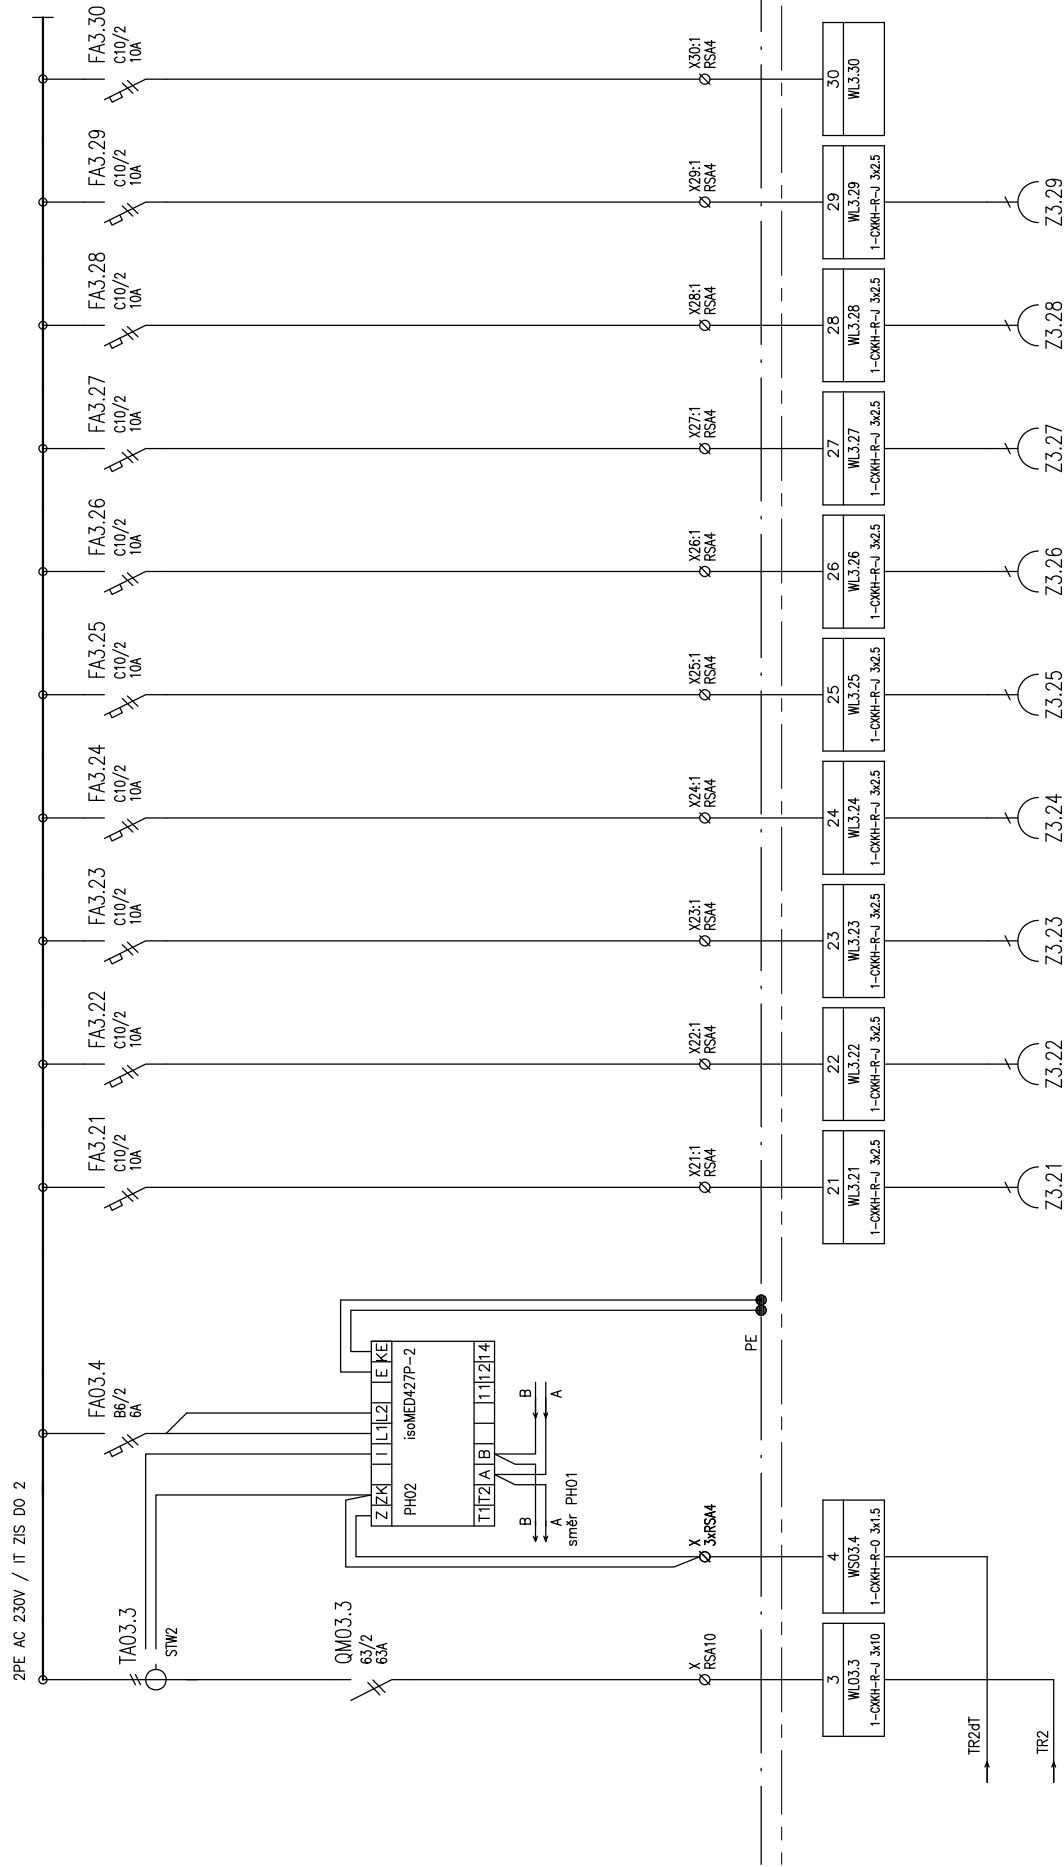 2PE AC 230V / IT ZIS DO 2
TA03.3
STW2
QM03.3
63/2
63A
X
RSA10
3
WL03.3
1-CXKH-R-J 3x10
TR2
FA03.4
B6/2
6A
Z ZK I L1 L2 E KE
PH02
isoMED427P-2
T1 T2 A B 11 12 14
B
A
směr PH01
B
A
PE
X
3xRSA4
4
WS03.4
1-CXKH-R-O 3x1.5
TR2dT
FA3.21
C10/2
10A
X21:1
RSA4
21
WL3.21
1-CXKH-R-J 3x2.5
Z3.21
FA3.22
C10/2
10A
X22:1
RSA4
22
WL3.22
1-CXKH-R-J 3x2.5
Z3.22
FA3.23
C10/2
10A
X23:1
RSA4
23
WL3.23
1-CXKH-R-J 3x2.5
Z3.23
FA3.24
C10/2
10A
X24:1
RSA4
24
WL3.24
1-CXKH-R-J 3x2.5
Z3.24
FA3.25
C10/2
10A
X25:1
RSA4
25
WL3.25
1-CXKH-R-J 3x2.5
Z3.25
FA3.26
C10/2
10A
X26:1
RSA4
26
WL3.26
1-CXKH-R-J 3x2.5
Z3.26
FA3.27
C10/2
10A
X27:1
RSA4
27
WL3.27
1-CXKH-R-J 3x2.5
Z3.27
FA3.28
C10/2
10A
X28:1
RSA4
28
WL3.28
1-CXKH-R-J 3x2.5
Z3.28
FA3.29
C10/2
10A
X29:1
RSA4
29
WL3.29
1-CXKH-R-J 3x2.5
Z3.29
FA3.30
C10/2
10A
X30:1
RSA4
30
WL3.30